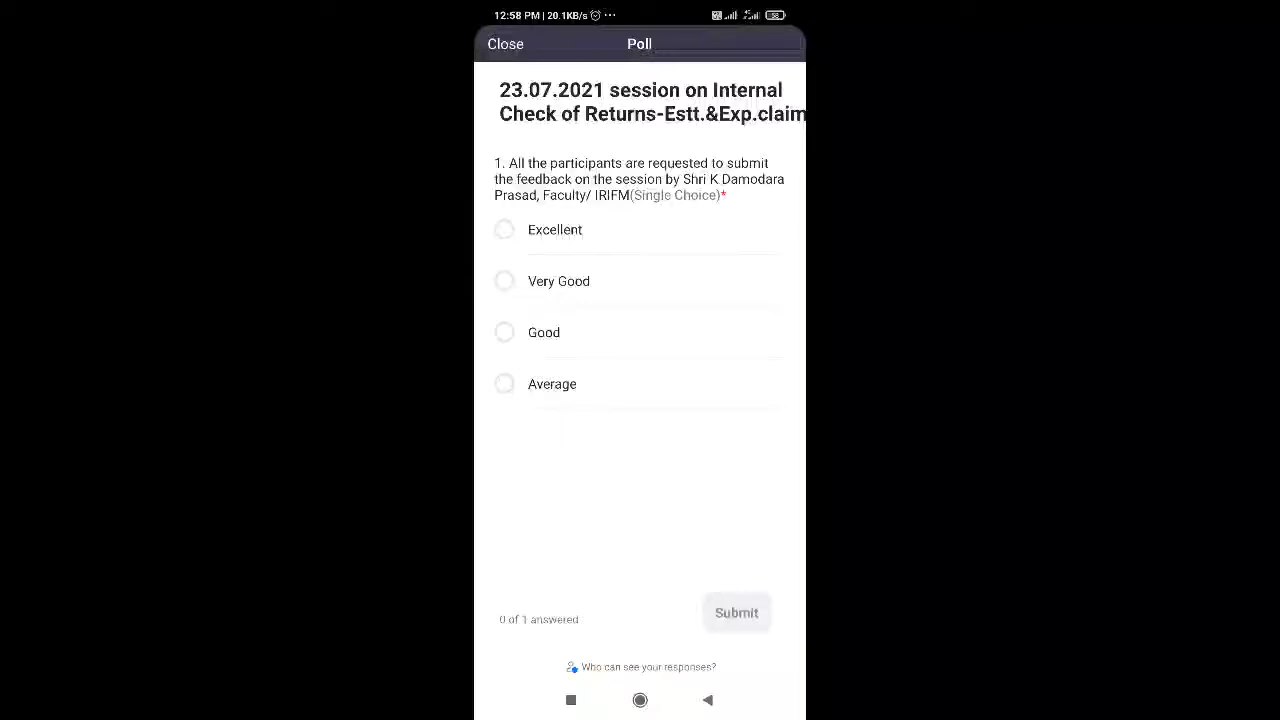 12:58 PM | 20.1KB/s ...
58
Close
Poll
23.07.2021 session on Internal
Check of Returns-Estt.&Exp.claim
1. All the participants are requested to submit
the feedback on the session by Shri K Damodara
Prasad, Faculty/ IRIFM(Single Choice)*
Excellent
Very Good
Good
Average
0 of 1 answered
Submit
Who can see your responses?